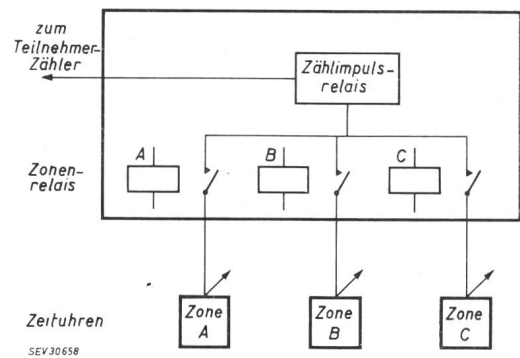 zum
Teilnehmer-
Zähler
Zählimpuls-
relais
A
B
C
Zonen-
relais
Zeituhren
Zone
A
Zone
B
Zone
C
SEV30658